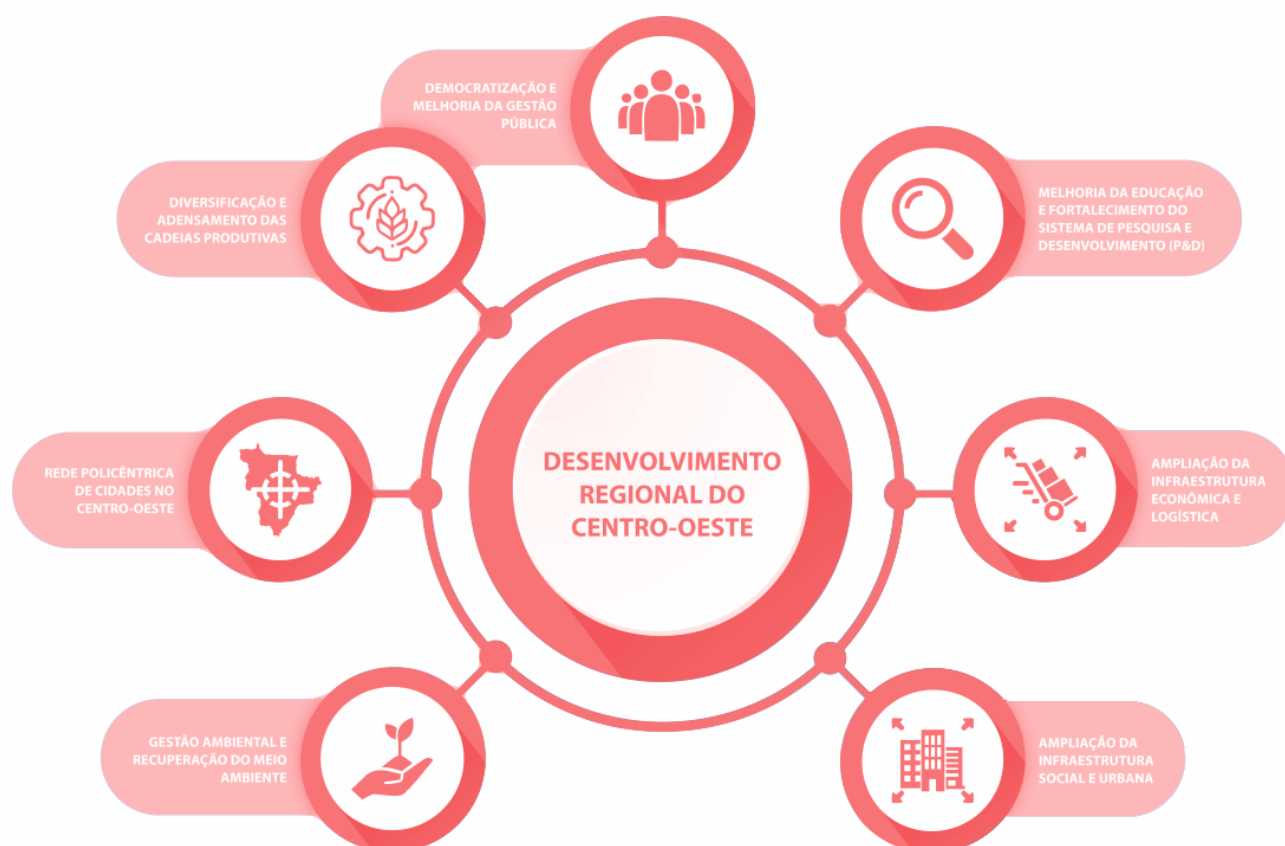 DEMOCRATIZAÇÃO E
MELHORIA DA GESTÃO
PÚBLICA
DIVERSIFICAÇÃO E
ADENSAMENTO DAS
CADEIAS PRODUTIVAS
MELHORIA DA EDUCAÇÃO
E FORTALECIMENTO DO
SISTEMA DE PESQUISA E
DESENVOLVIMENTO (P&D)
REDE POLICÊNTRICA
DE CIDADES NO
CENTRO-OESTE
DESENVOLVIMENTO
REGIONAL DO
CENTRO-OESTE
AMPLIAÇÃO DA
INFRAESTRUTURA
ECONÔMICA E
LOGÍSTICA
GESTÃO AMBIENTAL E
RECUPERAÇÃO DO MEIO
AMBIENTE
AMPLIAÇÃO DA
INFRAESTRUTURA
SOCIAL E URBANA